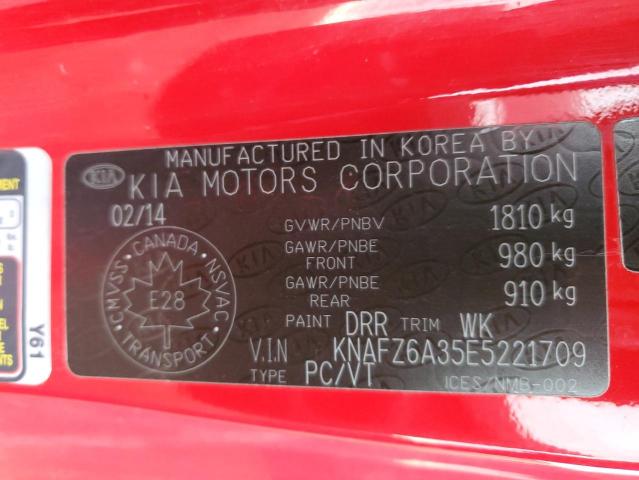 MANUFACTURED IN KOREA BY
KIA KIA MOTORS CORPORATION
02/14
GVWR/PNBV 1810 kg
GAWR/PNBE FRONT 980 kg
GAWR/PNBE REAR 910 kg
PAINT DRR TRIM WK
V.I.N KNAFZ6A35E5221709
TYPE PC/VT
ICES/NMB-002
CANADA
CMVSS NSVAC
E28
TRANSPORT
Y61